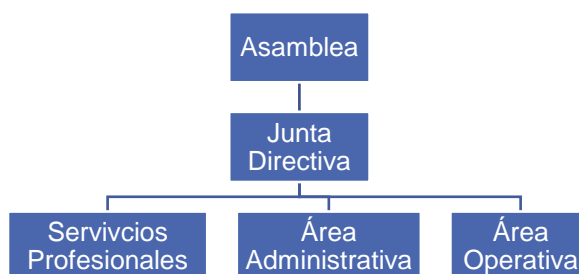 Asamblea
Junta
Directiva
Servivcios
Profesionales
Área
Administrativa
Área
Operativa